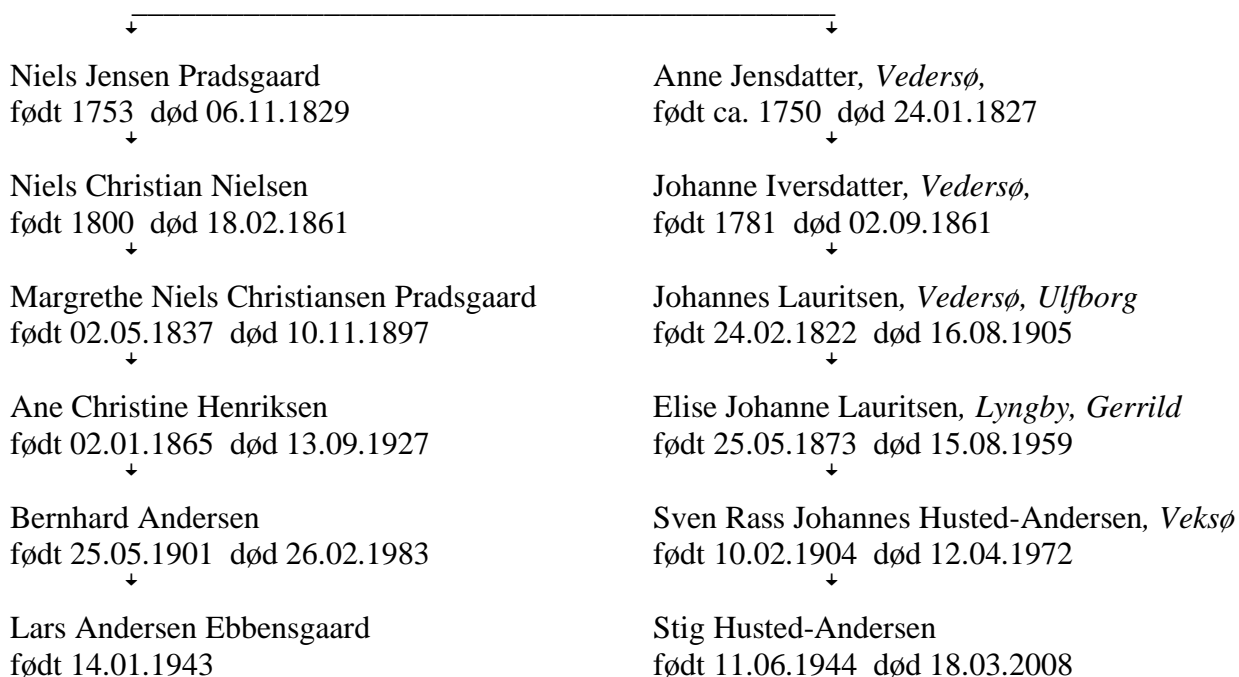 Niels Jensen Pradsgaard
født 1753 død 06.11.1829
Niels Christian Nielsen
født 1800 død 18.02.1861
Margrethe Niels Christiansen Pradsgaard
født 02.05.1837 død 10.11.1897
Ane Christine Henriksen
født 02.01.1865 død 13.09.1927
Bernhard Andersen
født 25.05.1901 død 26.02.1983
Lars Andersen Ebbensgaard
født 14.01.1943
Anne Jensdatter, Vedersø,
født ca. 1750 død 24.01.1827
Johanne Iversdatter, Vedersø,
født 1781 død 02.09.1861
Johannes Lauritsen, Vedersø, Ulfborg
født 24.02.1822 død 16.08.1905
Elise Johanne Lauritsen, Lyngby, Gerrild
født 25.05.1873 død 15.08.1959
Sven Rass Johannes Husted-Andersen, Veksø
født 10.02.1904 død 12.04.1972
Stig Husted-Andersen
født 11.06.1944 død 18.03.2008